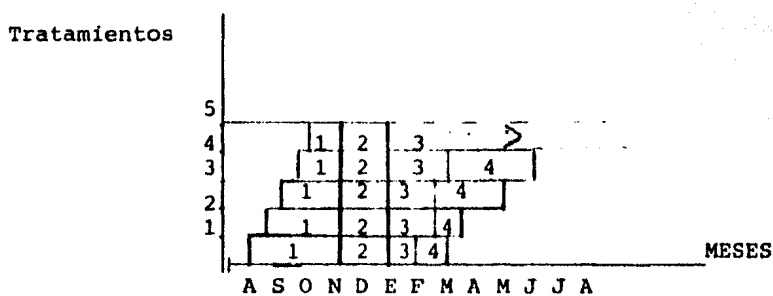 Tratamientos
5
4 1 2 3
3 1 2 3 4
1 2 3 4
2
1 1 2 3 4
1 2 3 4
MESES
A S O N D E F M A M J J A